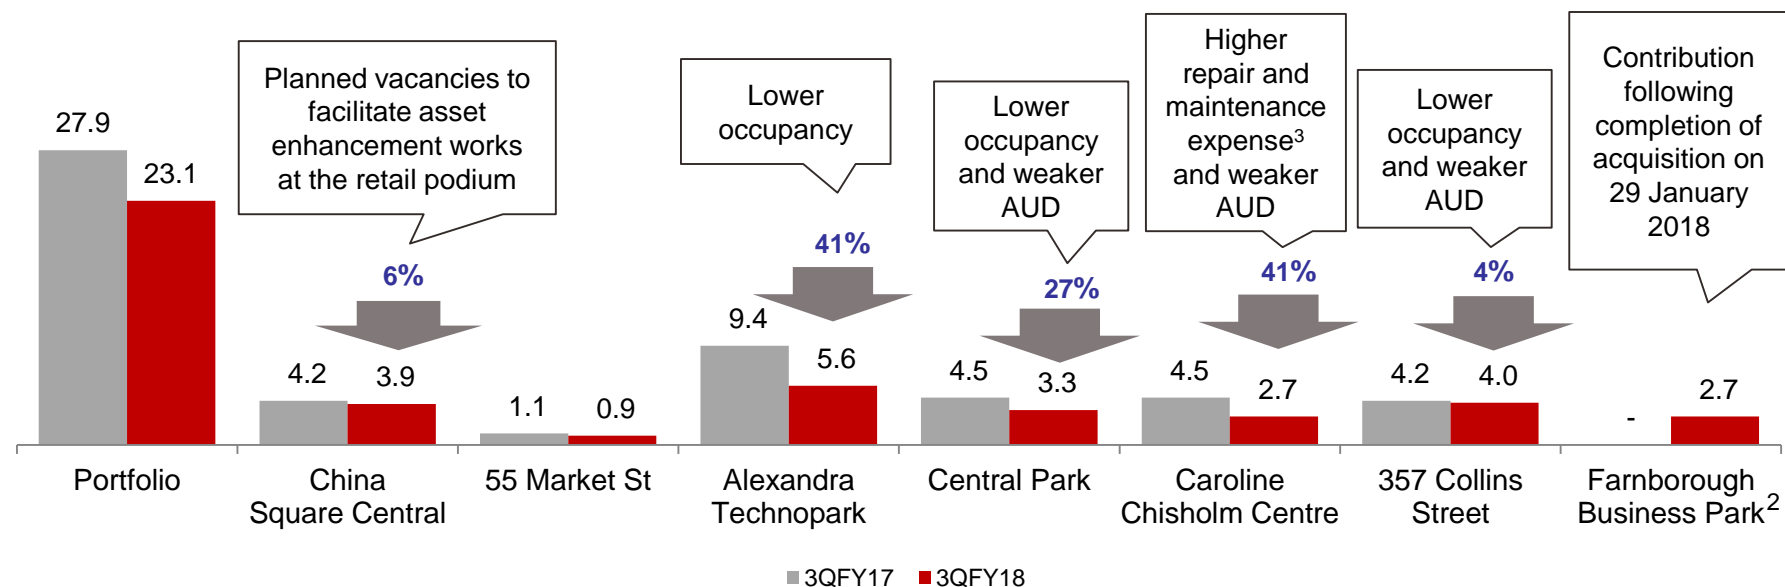 Planned vacancies to
facilitate asset
enhancement works
at the retail podium
Lower
occupancy
Lower
occupancy
and weaker
AUD
Higher
repair and
maintenance
expense³
and weaker
AUD
Lower
occupancy
and weaker
AUD
Contribution
following
completion of
acquisition on
29 January
2018
27.9
23.1
6%
4.2
3.9
1.1
0.9
41%
9.4
5.6
27%
4.5
3.3
41%
4.5
2.7
4%
4.2
4.0
-
2.7
Portfolio
China
Square Central
55 Market St
Alexandra
Technopark
Central Park
Caroline
Chisholm Centre
357 Collins
Street
Farnborough
Business Park²
3QFY17
3QFY18